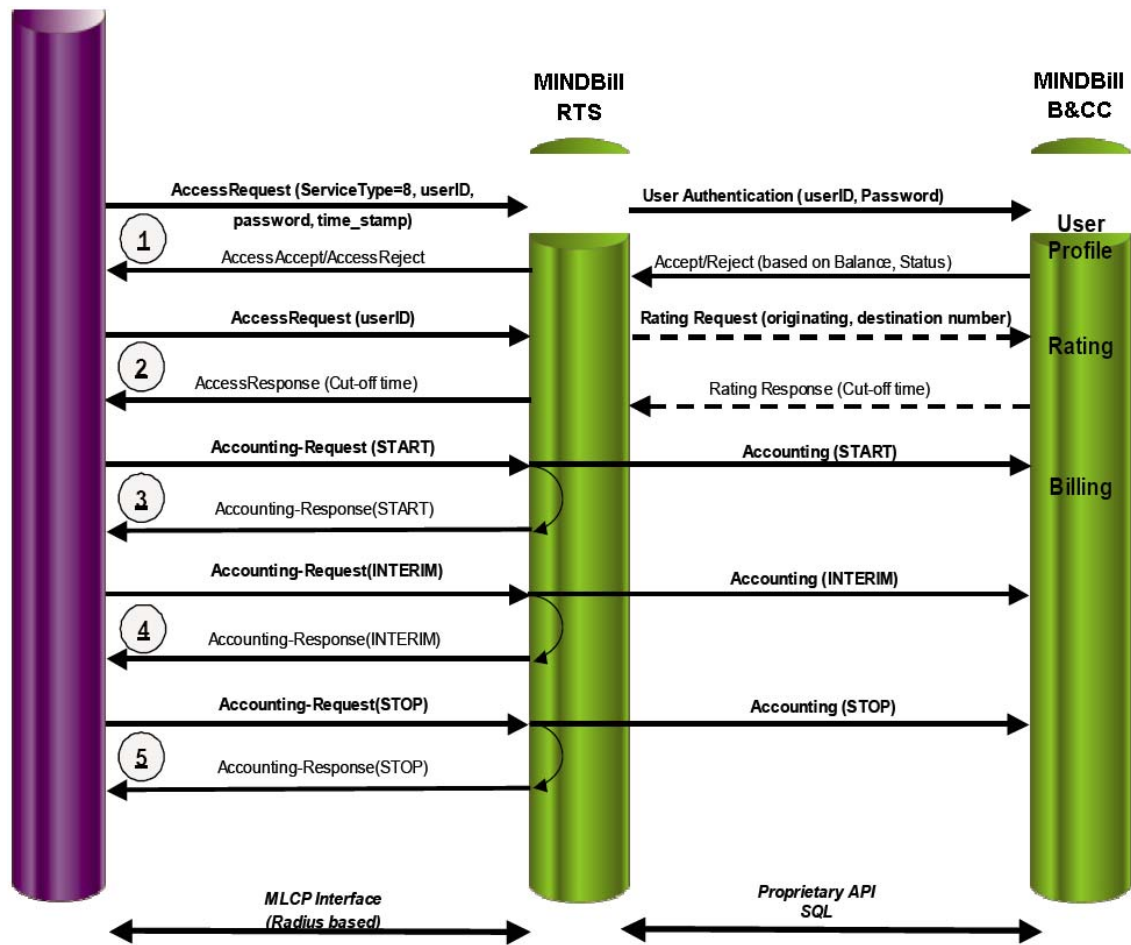 MINDBill
RTS
MINDBill
B&CC
AccessRequest (ServiceType=8, userID,
password, time_stamp)
User Authentication (userID, Password)
1
User
Profile
AccessAccept/AccessReject
Accept/Reject (based on Balance, Status)
AccessRequest (userID)
Rating Request (originating, destination number)
2
Rating
AccessResponse (Cut-off time)
Rating Response (Cut-off time)
Accounting-Request (START)
Accounting (START)
3
Billing
Accounting-Response(START)
Accounting-Request(INTERIM)
Accounting (INTERIM)
4
Accounting-Response(INTERIM)
Accounting-Request(STOP)
Accounting (STOP)
5
Accounting-Response(STOP)
MLCP Interface
(Radius based)
Proprietary API
SQL